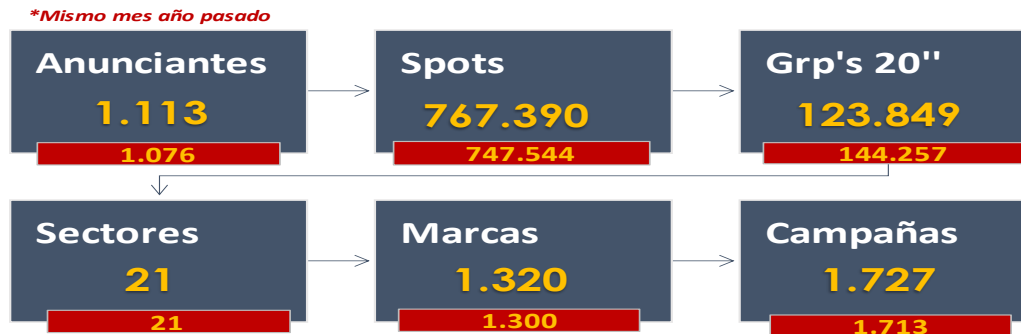 *Mismo mes año pasado
Anunciantes
1.113
1.076
Spots
767.390
747.544
Grp's 20''
123.849
144.257
Sectores
21
21
Marcas
1.320
1.300
Campañas
1.727
1.713